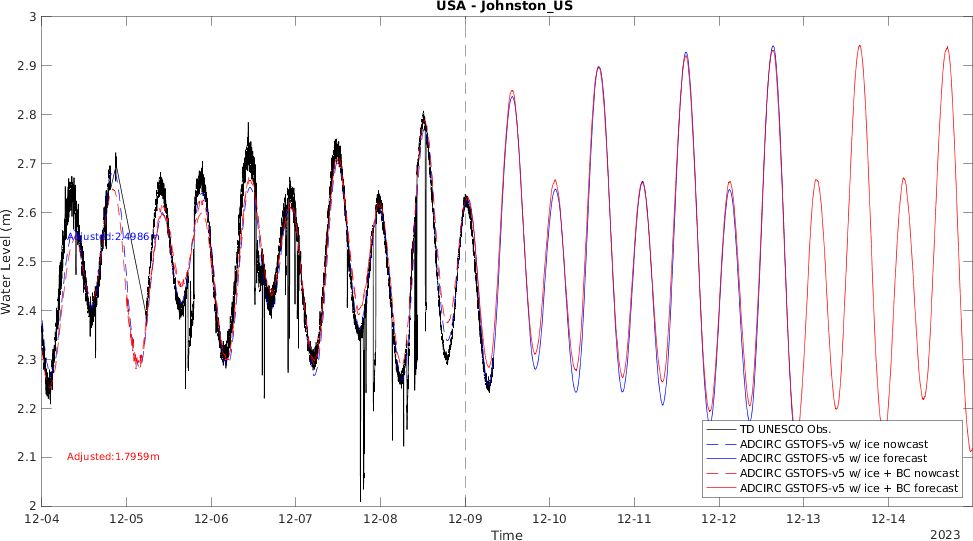 USA - Johnston_US
3
2.9
2.8
2.7
2.6
2.5
2.4
2.3
2.2
2.1
2
Water Level (m)
Adjusted:2.4986m
Adjusted:1.7959m
TD UNESCO Obs.
ADCIRC GSTOFS-v5 w/ ice nowcast
ADCIRC GSTOFS-v5 w/ ice forecast
ADCIRC GSTOFS-v5 w/ ice + BC nowcast
ADCIRC GSTOFS-v5 w/ ice + BC forecast
12-04 12-05 12-06 12-07 12-08 12-09 12-10 12-11 12-12 12-13 12-14
Time
2023